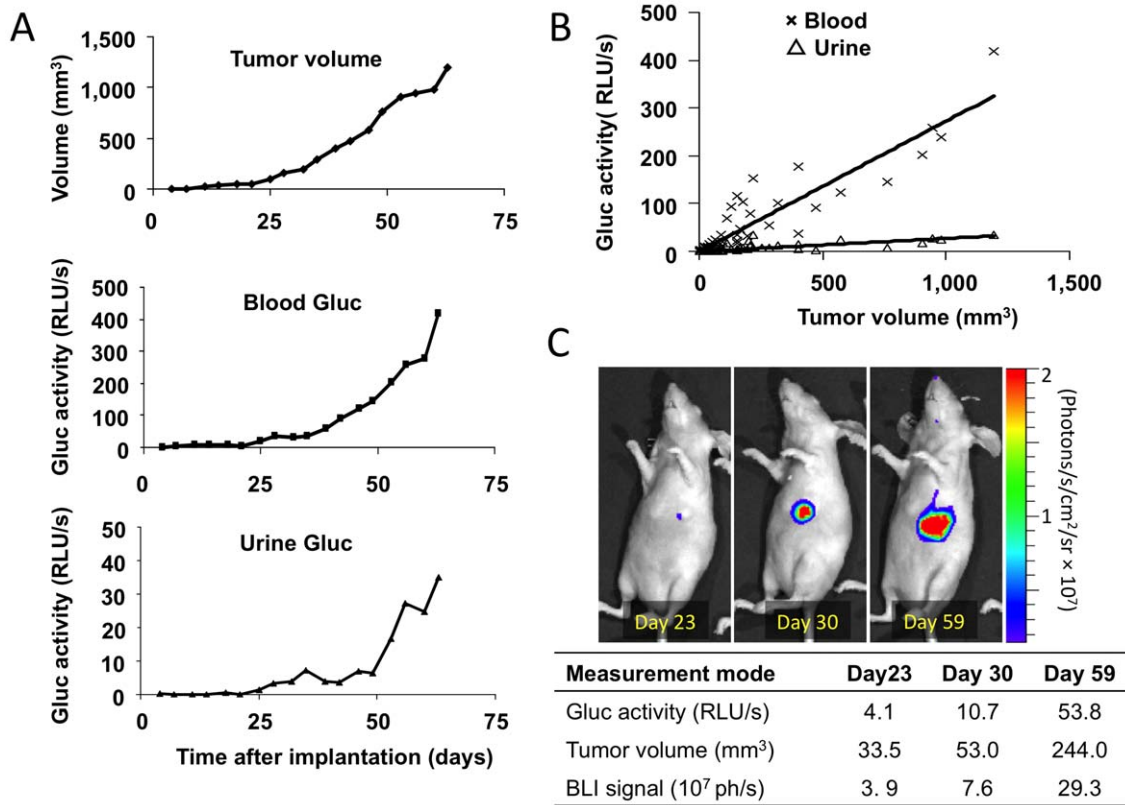 A
Tumor volume
Volume (mm³)
1,500
1,000
500
0
0 25 50 75
Blood Gluc
Gluc activity (RLU/s)
500
400
300
200
100
0
0 25 50 75
Urine Gluc
Gluc activity (RLU/s)
50
40
30
20
10
0
0 25 50 75
Time after implantation (days)
B
× Blood
△ Urine
Gluc activity( RLU/s)
500
400
300
200
100
0
0 500 1,000 1,500
Tumor volume (mm³)
C
Day 23 Day 30 Day 59
2
1
(Photons/s/cm²/sr × 10⁷)
Measurement mode Day23 Day 30 Day 59
Gluc activity (RLU/s) 4.1 10.7 53.8
Tumor volume (mm³) 33.5 53.0 244.0
BLI signal (10⁷ ph/s) 3. 9 7.6 29.3